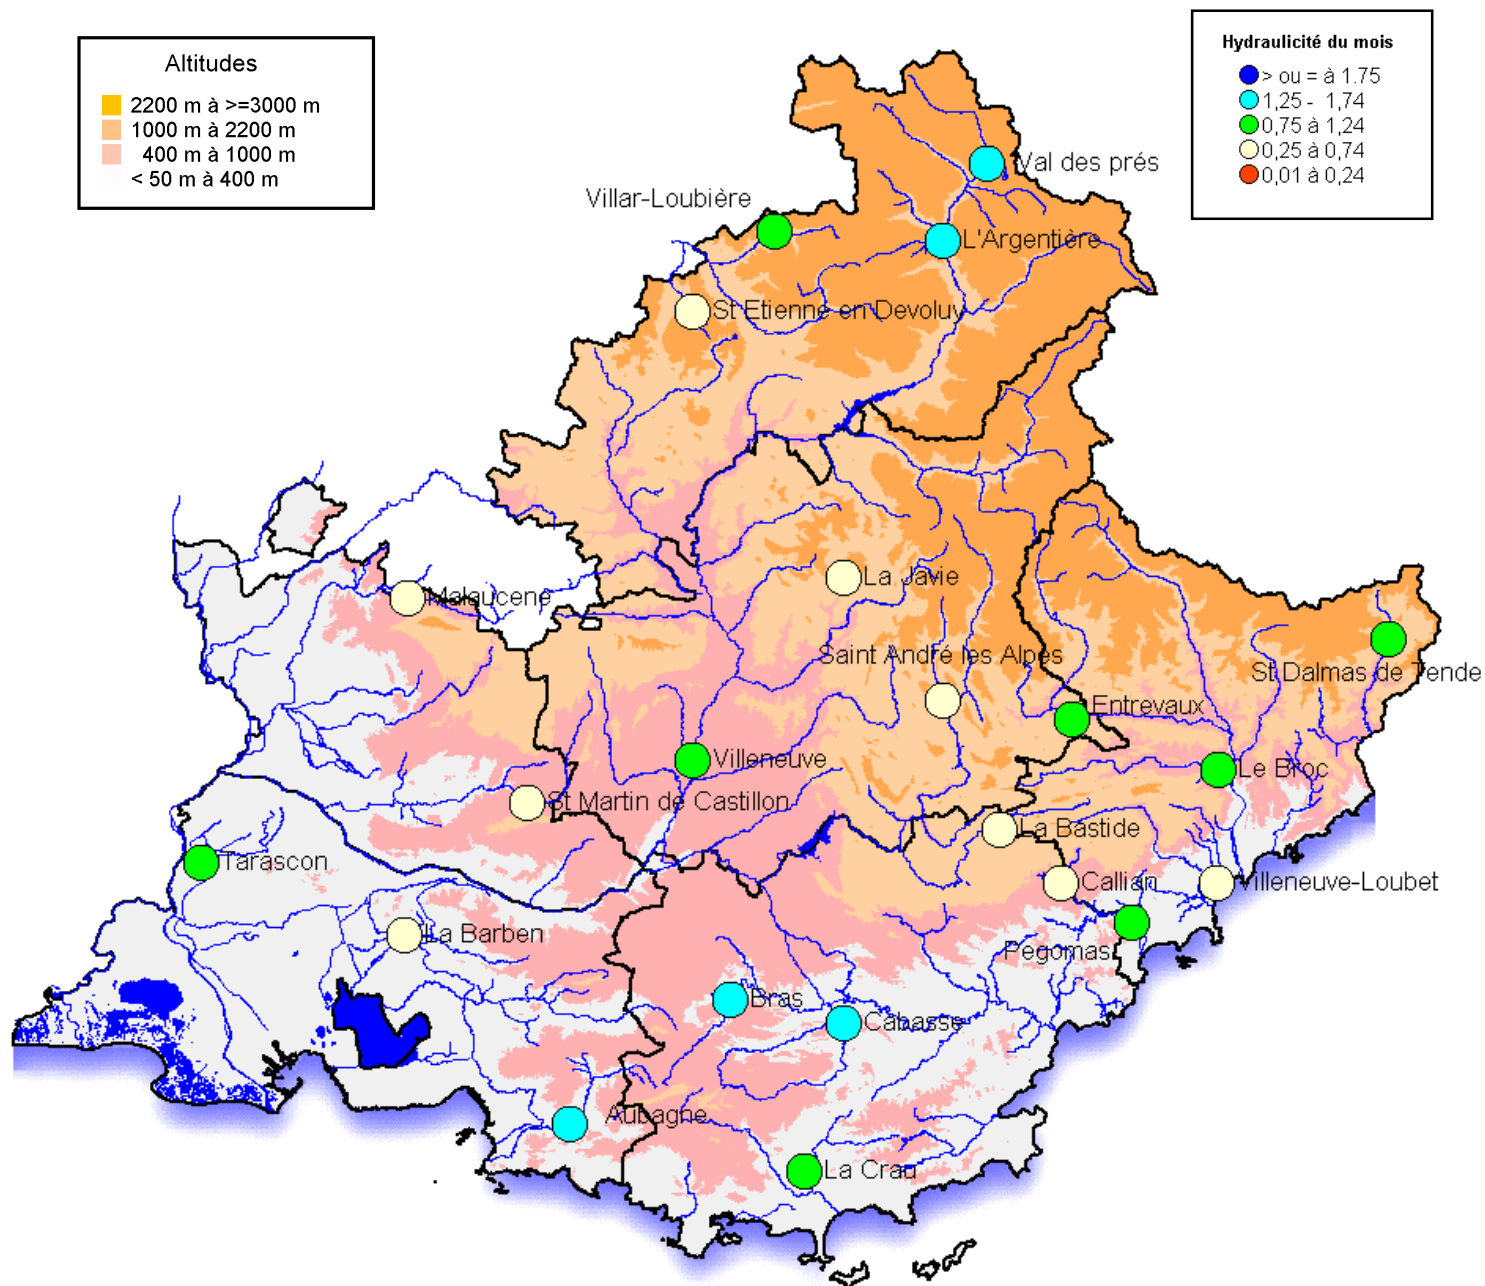 Altitudes
2200 m à >=3000 m
1000 m à 2200 m
400 m à 1000 m
< 50 m à 400 m
Hydraulicité du mois
> ou = à 1.75
1,25 - 1,74
0,75 à 1,24
0,25 à 0,74
0,01 à 0,24
Val des prés
Villar-Loubière
L'Argentière
St Etienne en Devoluy
La Javie
Malaucene
Saint André les Alpes
St Dalmas de Tende
Entrevaux
Villeneuve
Le Broc
St Martin de Castillon
La Bastide
Tarascon
Callian
Villeneuve-Loubet
La Barben
Pegomas
Bras
Cabasse
Aubagne
La Crau